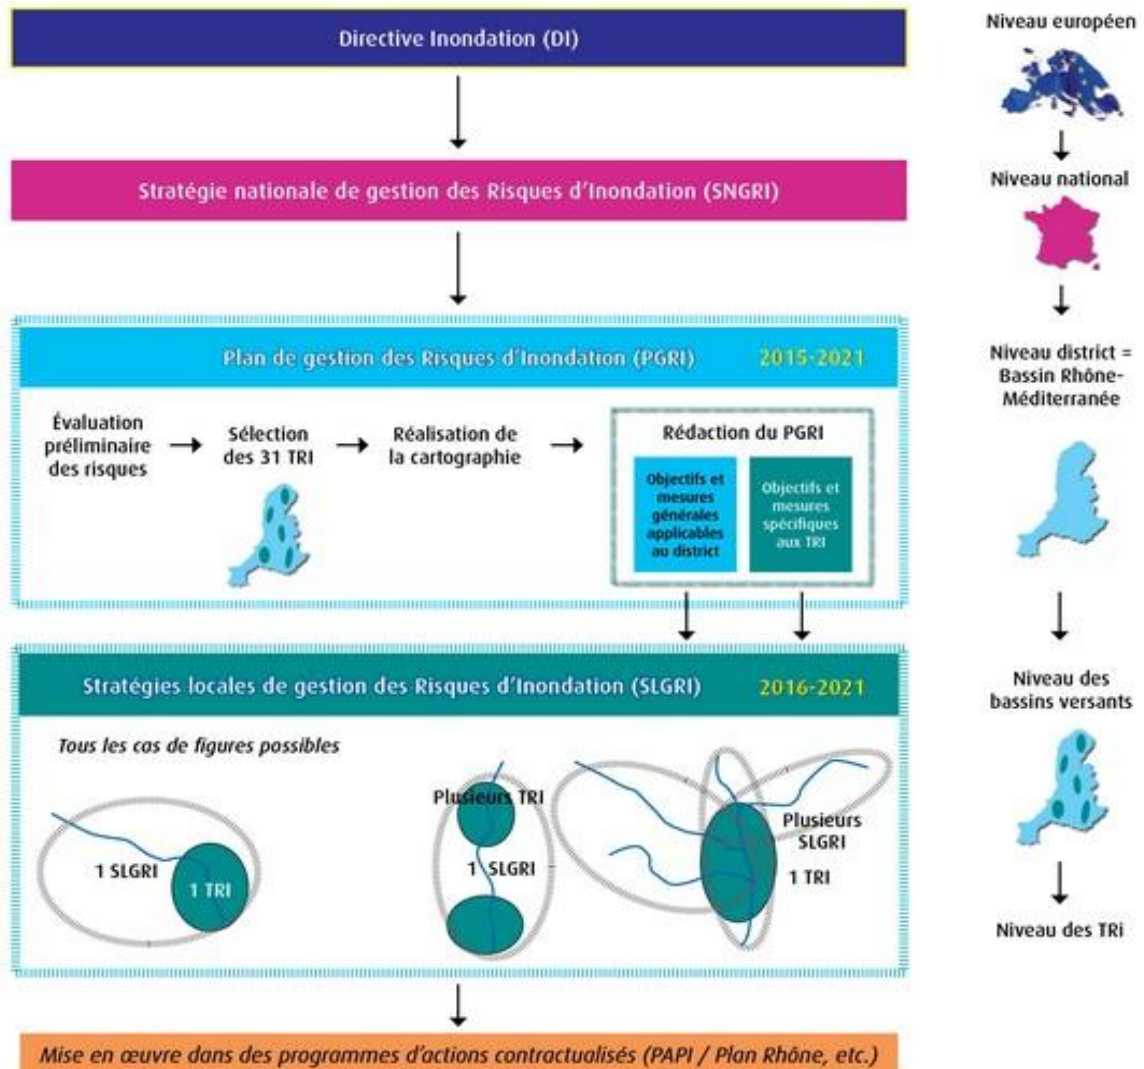 Directive Inondation (DI)
Niveau européen
Stratégie nationale de gestion des Risques d'Inondation (SNGRI)
Niveau national
Plan de gestion des Risques d'Inondation (PGRI) 2015-2021
Niveau district =
Bassin Rhône-
Méditerranée
Évaluation
préliminaire
des risques
Sélection
des 31 TRI
Réalisation de
la cartographie
Rédaction du PGRI
Objectifs et
mesures
générales
applicables
au district
Objectifs et
mesures
spécifiques
aux TRI
Stratégies locales de gestion des Risques d'Inondation (SLGRI) 2016-2021
Niveau des
bassins versants
Tous les cas de figures possibles
1 SLGRI
1 TRI
Plusieurs TRI
1 SLGRI
Plusieurs
SLGRI
1 TRI
Niveau des TRi
Mise en œuvre dans des programmes d'actions contractualisés (PAPI / Plan Rhône, etc.)